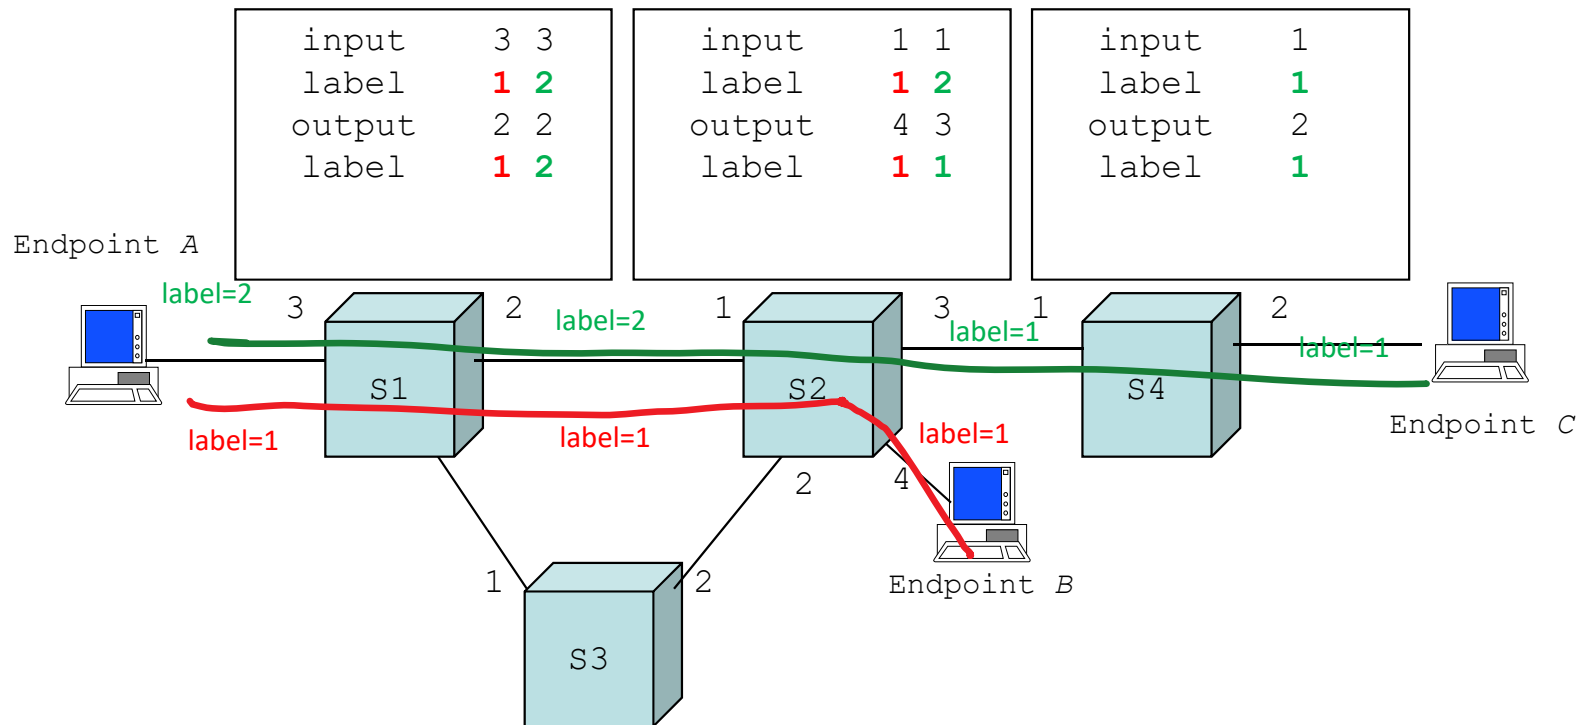 input 3 3
label 1 2
output 2 2
label 1 2
input 1 1
label 1 2
output 4 3
label 1 1
input 1
label 1
output 2
label 1
Endpoint A
label=2
3
2
label=2
1
3
label=1
1
2
label=1
S1
S2
S4
label=1
label=1
label=1
Endpoint C
2
4
1
2
Endpoint B
S3